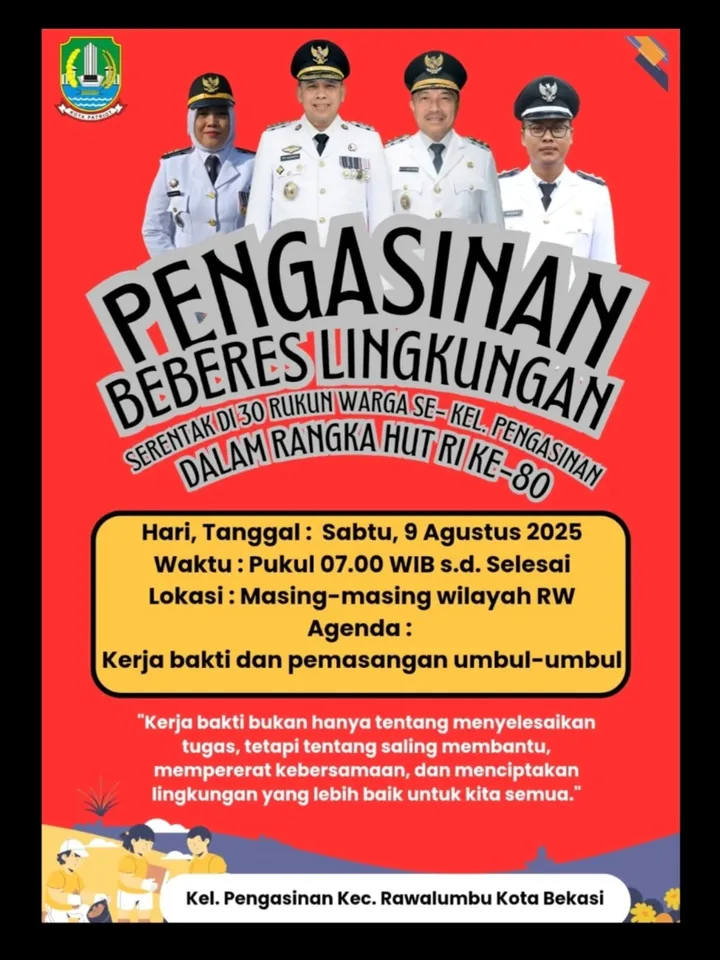 KOTA PATRIOT
PENGASINAN
BEBERES LINGKUNGAN
SERENTAK DI 30 RUKUN WARGA SE- KEL. PENGASINAN
DALAM RANGKA HUT RI KE-80
Hari, Tanggal : Sabtu, 9 Agustus 2025
Waktu : Pukul 07.00 WIB s.d. Selesai
Lokasi : Masing-masing wilayah RW
Agenda :
Kerja bakti dan pemasangan umbul-umbul
"Kerja bakti bukan hanya tentang menyelesaikan
tugas, tetapi tentang saling membantu,
mempererat kebersamaan, dan menciptakan
lingkungan yang lebih baik untuk kita semua."
Kel. Pengasinan Kec. Rawalumbu Kota Bekasi